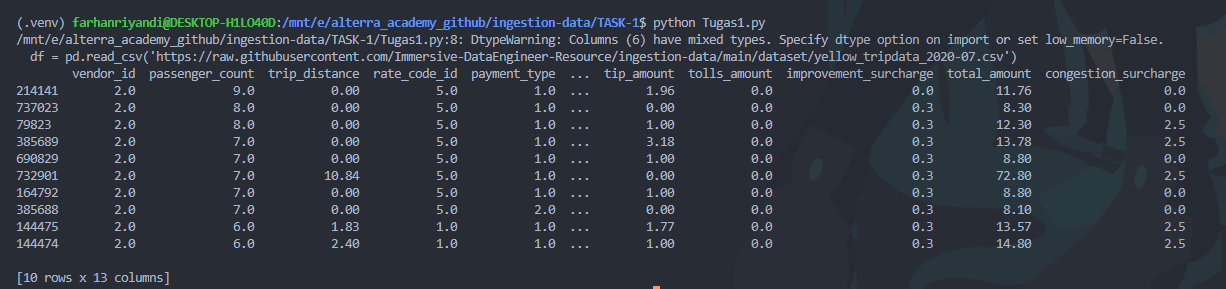 (.venv) farhanriyandi@DESKTOP-H1LO40D:/mnt/e/alterra_academy_github/ingestion-data/TASK-1$ python Tugas1.py
/mnt/e/alterra_academy_github/ingestion-data/TASK-1/Tugas1.py:8: DtypeWarning: Columns (6) have mixed types. Specify dtype option on import or set low_memory=False.
  df = pd.read_csv('https://raw.githubusercontent.com/Immersive-DataEngineer-Resource/ingestion-data/main/dataset/yellow_tripdata_2020-07.csv')
        vendor_id  passenger_count  trip_distance  rate_code_id  payment_type  ...  tip_amount  tolls_amount  improvement_surcharge  total_amount  congestion_surcharge
214141        2.0              9.0           0.00           5.0           1.0  ...        1.96           0.0                    0.0         11.76                   0.0
737023        2.0              8.0           0.00           5.0           1.0  ...        0.00           0.0                    0.3          8.30                   0.0
79823         2.0              8.0           0.00           5.0           1.0  ...        1.00           0.0                    0.3         12.30                   2.5
385689        2.0              7.0           0.00           5.0           1.0  ...        3.18           0.0                    0.3         13.78                   2.5
690829        2.0              7.0           0.00           5.0           1.0  ...        1.00           0.0                    0.3          8.80                   0.0
732901        2.0              7.0          10.84           5.0           1.0  ...        0.00           0.0                    0.3         72.80                   2.5
164792        2.0              7.0           0.00           5.0           1.0  ...        1.00           0.0                    0.3          8.80                   0.0
385688        2.0              7.0           0.00           5.0           2.0  ...        0.00           0.0                    0.3          8.10                   0.0
144475        2.0              6.0           1.83           1.0           1.0  ...        1.77           0.0                    0.3         13.57                   2.5
144474        2.0              6.0           2.40           1.0           1.0  ...        1.00           0.0                    0.3         14.80                   2.5
[10 rows x 13 columns]